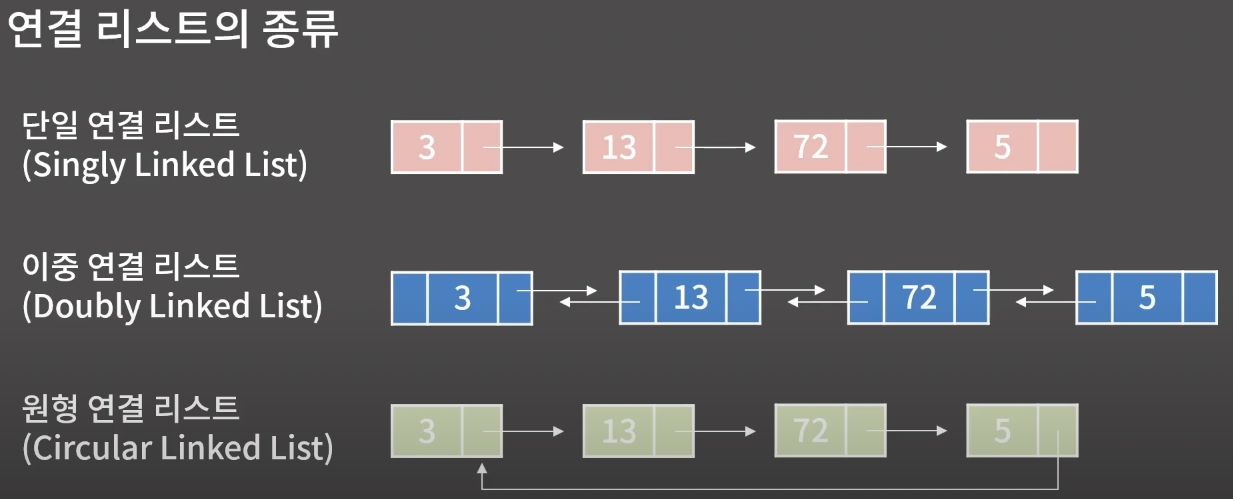 연결 리스트의 종류
단일 연결 리스트
(Singly Linked List)
3 13 72 5
이중 연결 리스트
(Doubly Linked List)
3 13 72 5
원형 연결 리스트
(Circular Linked List)
3 13 72 5